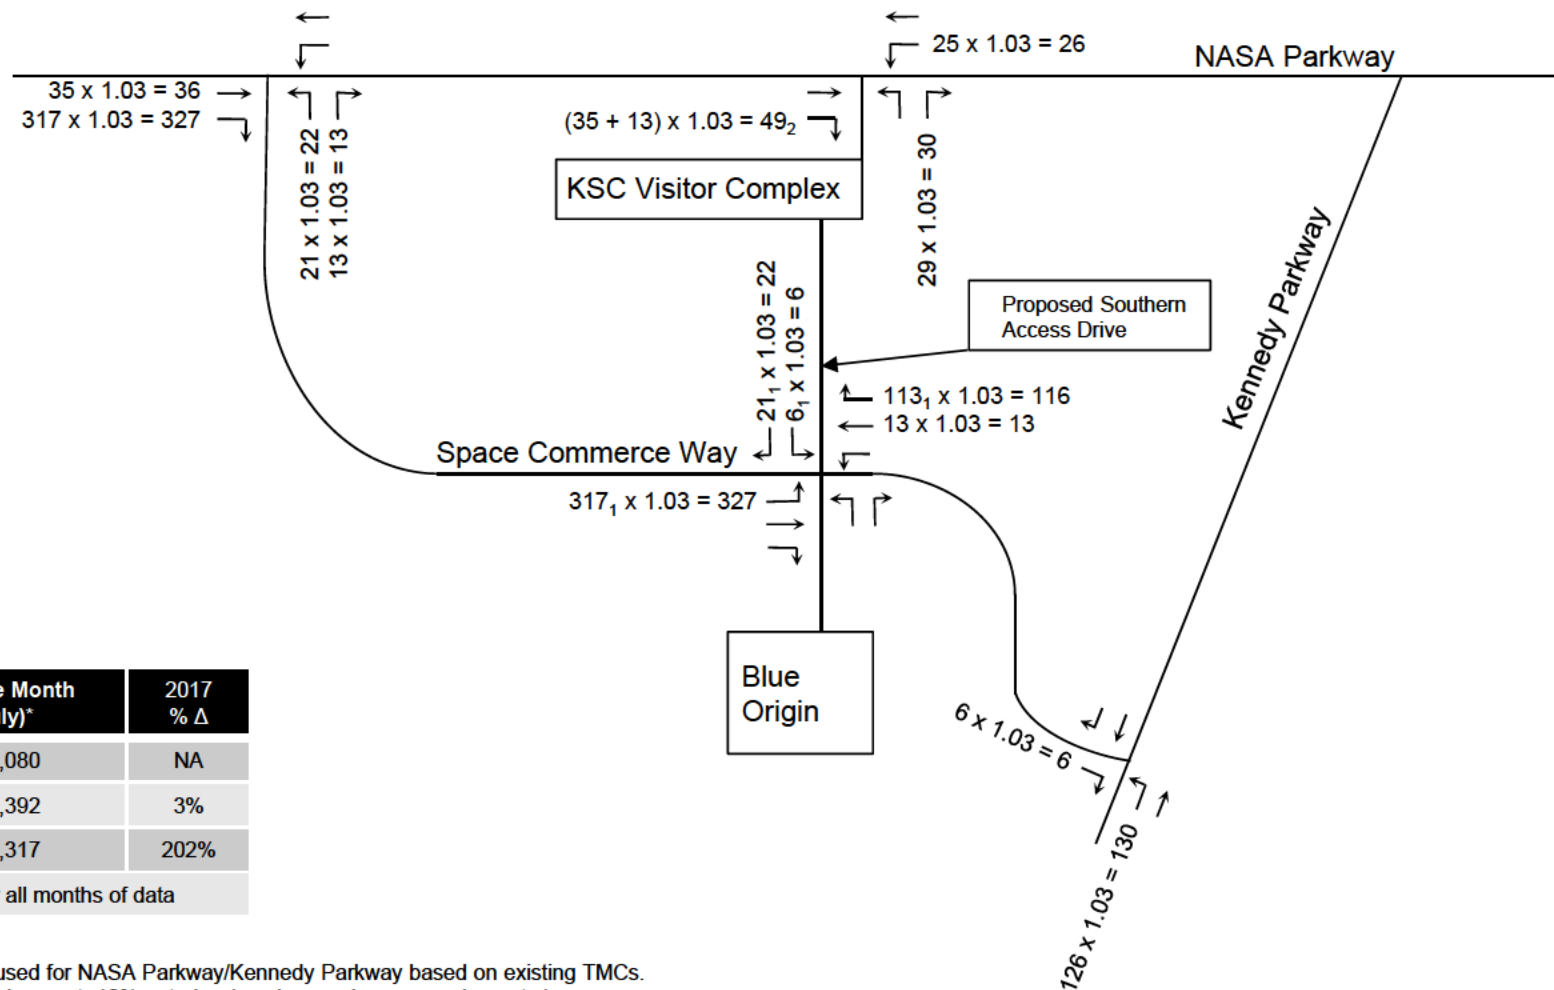 25 x 1.03 = 26
NASA Parkway
35 x 1.03 = 36
317 x 1.03 = 327
(35 + 13) x 1.03 = 49₂
21 x 1.03 = 22
13 x 1.03 = 13
29 x 1.03 = 30
KSC Visitor Complex
Kennedy Parkway
21₁ x 1.03 = 22
6₁ x 1.03 = 6
Proposed Southern
Access Drive
113₁ x 1.03 = 116
13 x 1.03 = 13
Space Commerce Way
317₁ x 1.03 = 327
Blue
Origin
6 x 1.03 = 6
126 x 1.03 = 130
Month 2017
% Δ
,080 NA
,392 3%
,317 202%
all months of data
used for NASA Parkway/Kennedy Parkway based on existing TMCs.